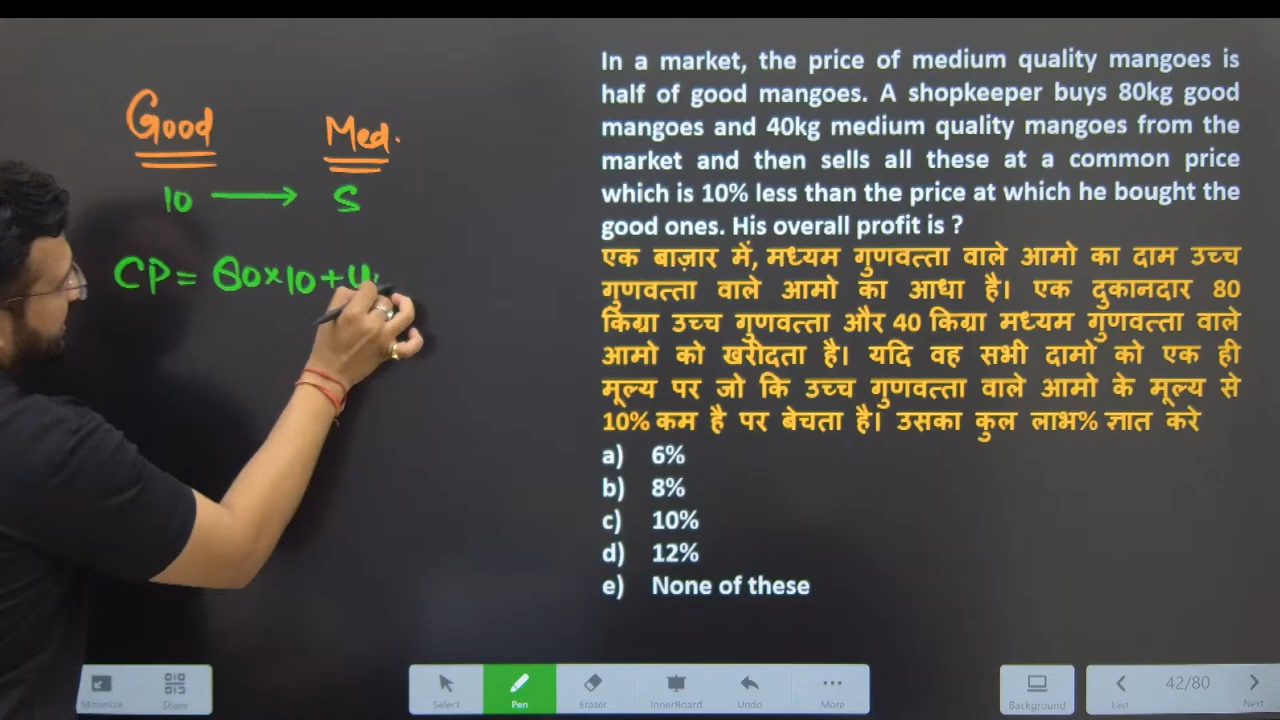 Good Med.
10 → 5
CP = 80×10+4
In a market, the price of medium quality mangoes is
half of good mangoes. A shopkeeper buys 80kg good
mangoes and 40kg medium quality mangoes from the
market and then sells all these at a common price
which is 10% less than the price at which he bought the
good ones. His overall profit is ?
एक बाज़ार में, मध्यम गुणवत्ता वाले आमो का दाम उच्च
गुणवत्ता वाले आमो का आधा है। एक दुकानदार 80
किग्रा उच्च गुणवत्ता और 40 किग्रा मध्यम गुणवत्ता वाले
आमो को खरीदता है। यदि वह सभी दामो को एक ही
मूल्य पर जो कि उच्च गुणवत्ता वाले आमो के मूल्य से
10% कम है पर बेचता है। उसका कुल लाभ% ज्ञात करे
a) 6%
b) 8%
c) 10%
d) 12%
e) None of these
Minimize Share Select Pen Eraser InnerBoard Undo More Background Last 42/80 Next